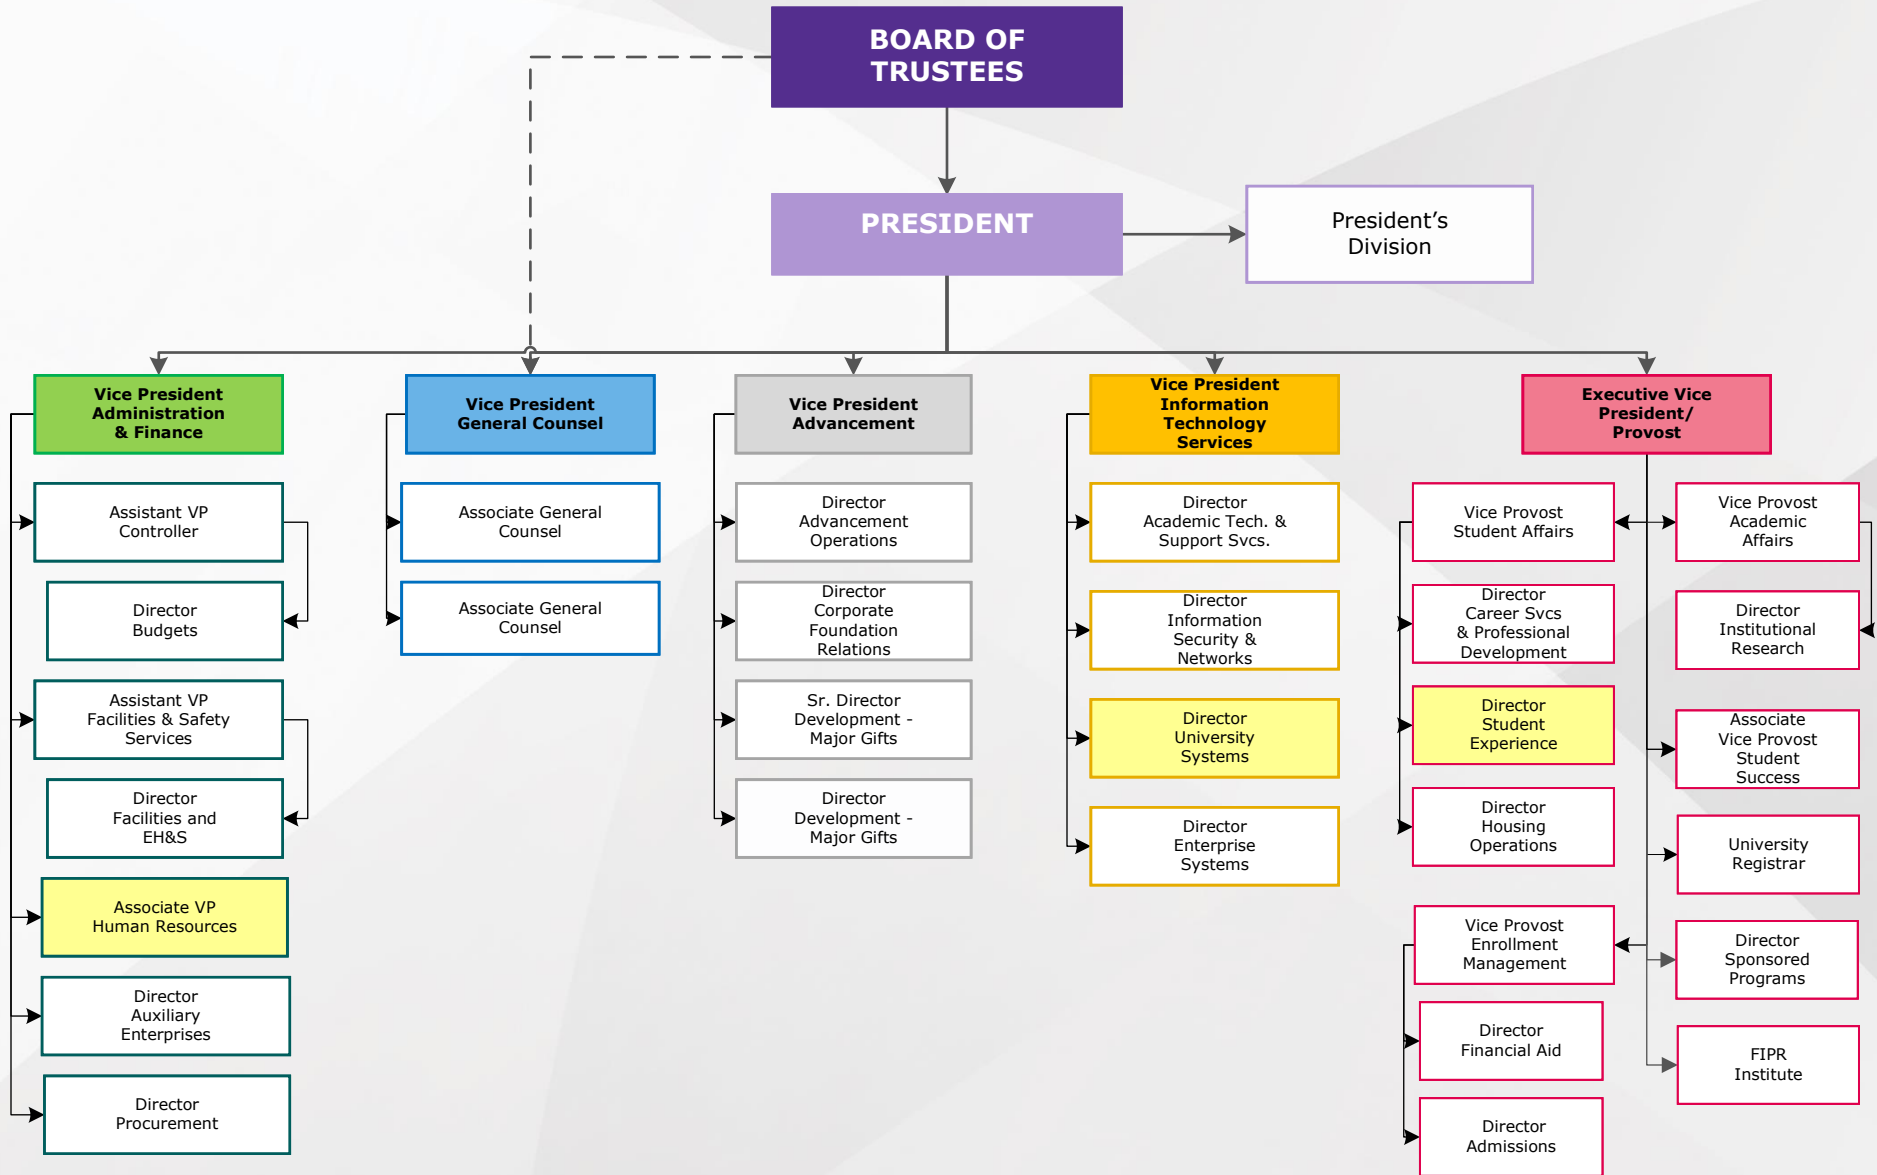 BOARD OF
TRUSTEES
PRESIDENT
President’s
Division
Vice President
Administration
& Finance
Assistant VP
Controller
Director
Budgets
Assistant VP
Facilities & Safety
Services
Director
Facilities and
EH&S
Associate VP
Human Resources
Director
Auxiliary
Enterprises
Director
Procurement
Vice President
General Counsel
Associate General
Counsel
Associate General
Counsel
Vice President
Advancement
Director
Advancement
Operations
Director
Corporate
Foundation
Relations
Sr. Director
Development -
Major Gifts
Director
Development -
Major Gifts
Vice President
Information
Technology
Services
Director
Academic Tech. &
Support Svcs.
Director
Information
Security &
Networks
Director
University
Systems
Director
Enterprise
Systems
Executive Vice
President/
Provost
Vice Provost
Student Affairs
Director
Career Svcs
& Professional
Development
Director
Student
Experience
Director
Housing
Operations
Vice Provost
Enrollment
Management
Director
Financial Aid
Director
Admissions
Vice Provost
Academic
Affairs
Director
Institutional
Research
Associate
Vice Provost
Student
Success
University
Registrar
Director
Sponsored
Programs
FIPR
Institute